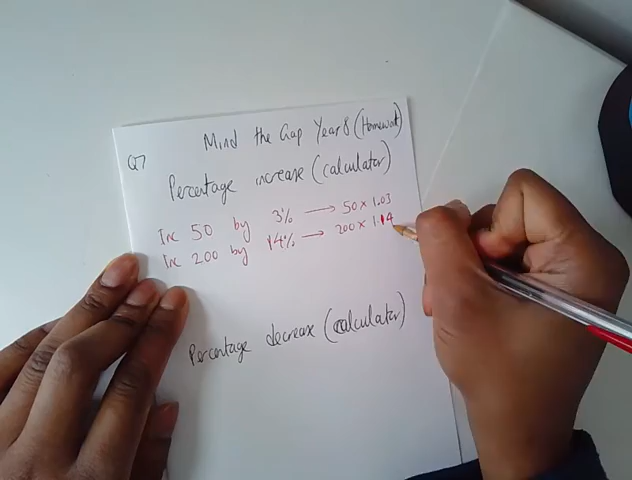 Mind the Gap Year 8 (Homework)
Q7
Percentage increase (calculator)
Inc 50 by 3% → 50 x 1.03
Inc 200 by 14% → 200 x 1.14
Percentage decrease (calculator)